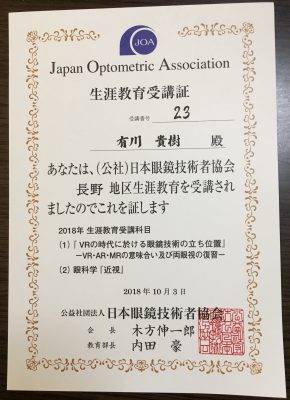 JOA
Japan Optometric Association
生涯教育受講証
受講番号 23
有川 貴樹 殿
あなたは、(公社)日本眼鏡技術者協会
長野 地区生涯教育を受講され
ましたのでこれを証します
2018年 生涯教育受講科目
(1)「VRの時代に於ける眼鏡技術の立ち位置」
－VR・AR・MRの意味合い及び両眼視の復習－
(2) 眼科学「近視」
2018年10月3日
公益社団法人 日本眼鏡技術者協会
会長 木方伸一郎
教育部長 内田 豪